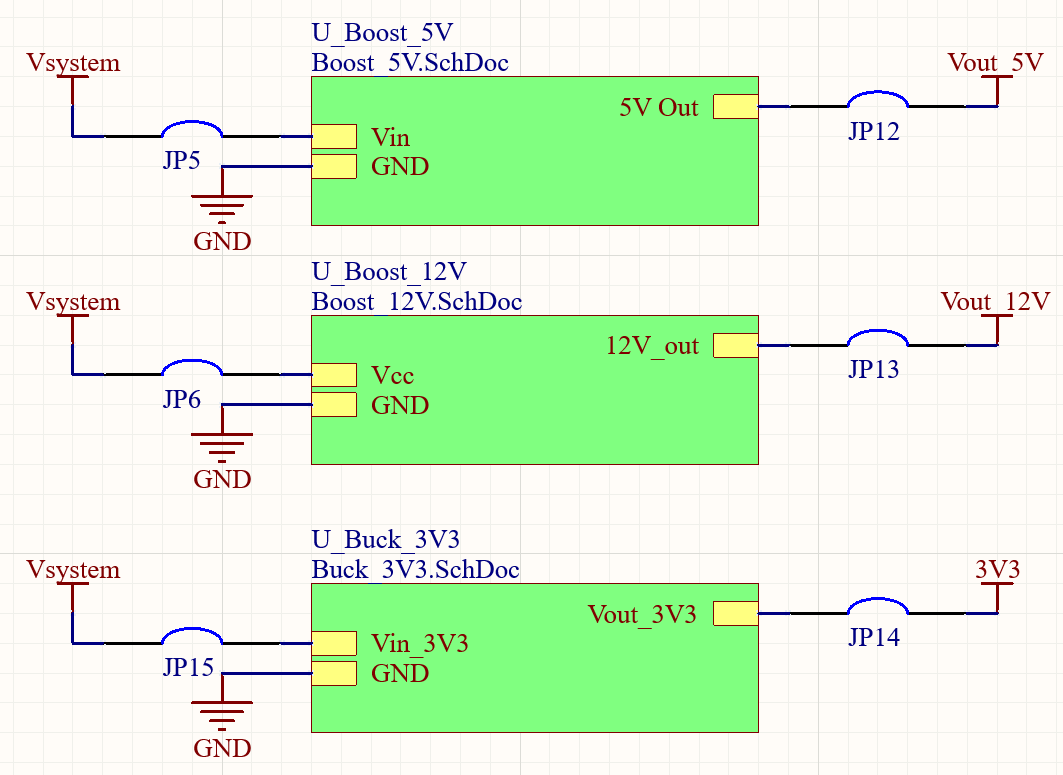 U_Boost_5V
Boost_5V.SchDoc
Vsystem
Vout_5V
5V Out
JP12
Vin
JP5
GND
GND
U_Boost_12V
Boost_12V.SchDoc
Vsystem
Vout_12V
12V_out
JP13
Vcc
JP6
GND
GND
U_Buck_3V3
Buck_3V3.SchDoc
Vsystem
3V3
Vout_3V3
JP14
Vin_3V3
JP15
GND
GND